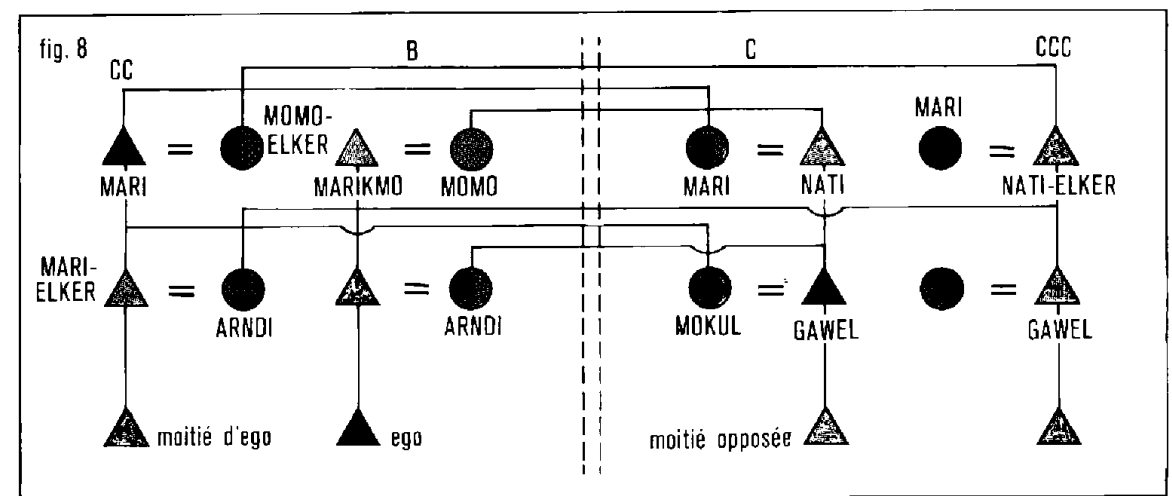 fig. 8
CC B C CCC
MOMO-
ELKER
MARI
= = = =
MARI MARIKMO MOMO MARI NATI NATI-ELKER
MARI-
ELKER
= = = =
ARNDI ARNDI MOKUL GAWEL GAWEL
moitié d'ego ego moitié opposée